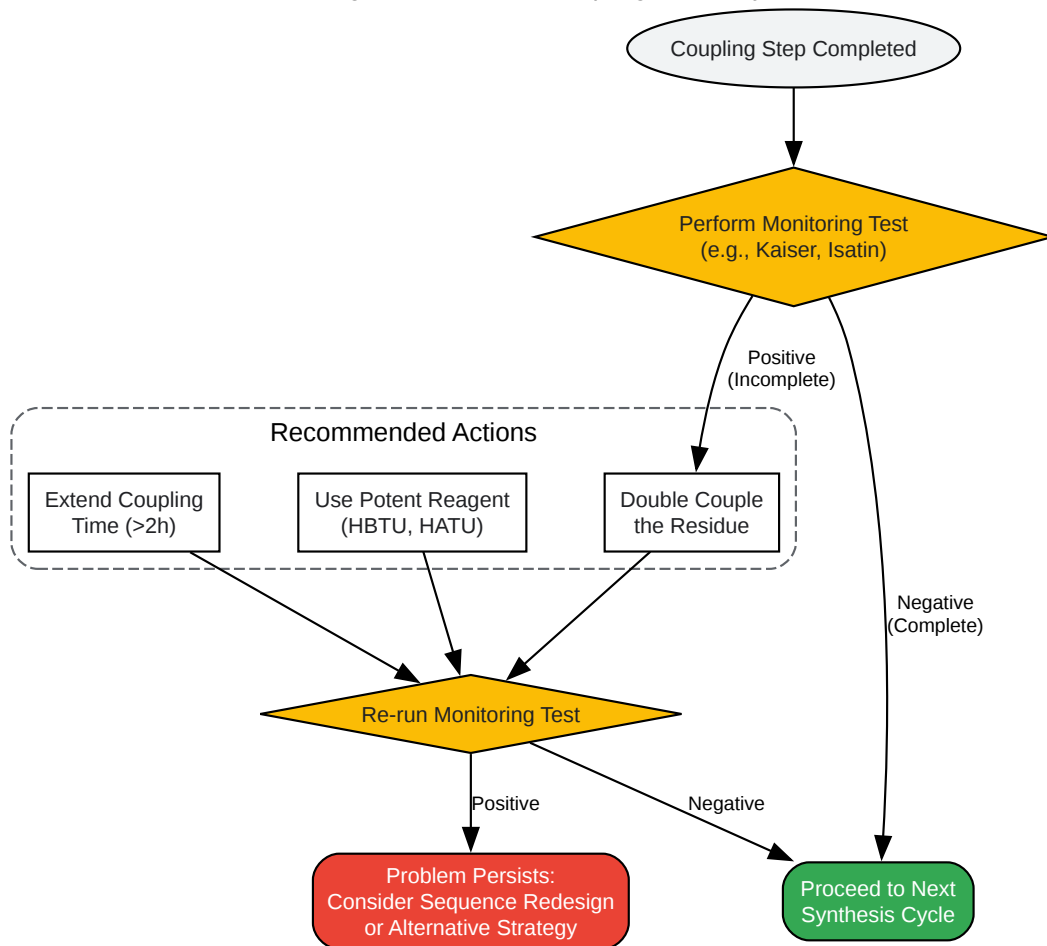 Coupling Step Completed
Perform Monitoring Test
(e.g., Kaiser, Isatin)
Positive
(Incomplete)
Recommended Actions
Extend Coupling
Time (>2h)
Use Potent Reagent
(HBTU, HATU)
Double Couple
the Residue
Negative
(Complete)
Re-run Monitoring Test
Positive
Negative
Problem Persists:
Consider Sequence Redesign
or Alternative Strategy
Proceed to Next
Synthesis Cycle